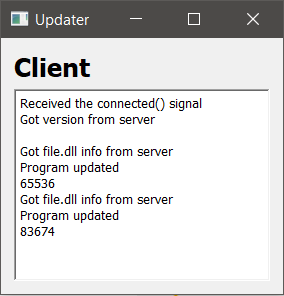 Updater
Client
Received the connected() signal
Got version from server
Got file.dll info from server
Program updated
65536
Got file.dll info from server
Program updated
83674